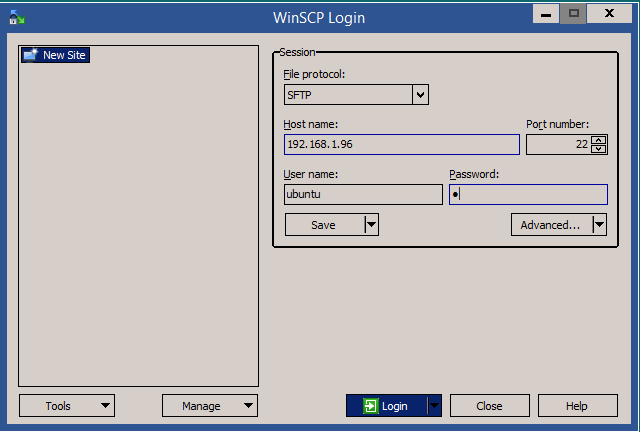 WinSCP Login
New Site
Session
File protocol:
SFTP
Host name:
Port number:
192.168.1.96
22
User name:
Password:
ubuntu
●
Save
Advanced...
Tools
Manage
Login
Close
Help